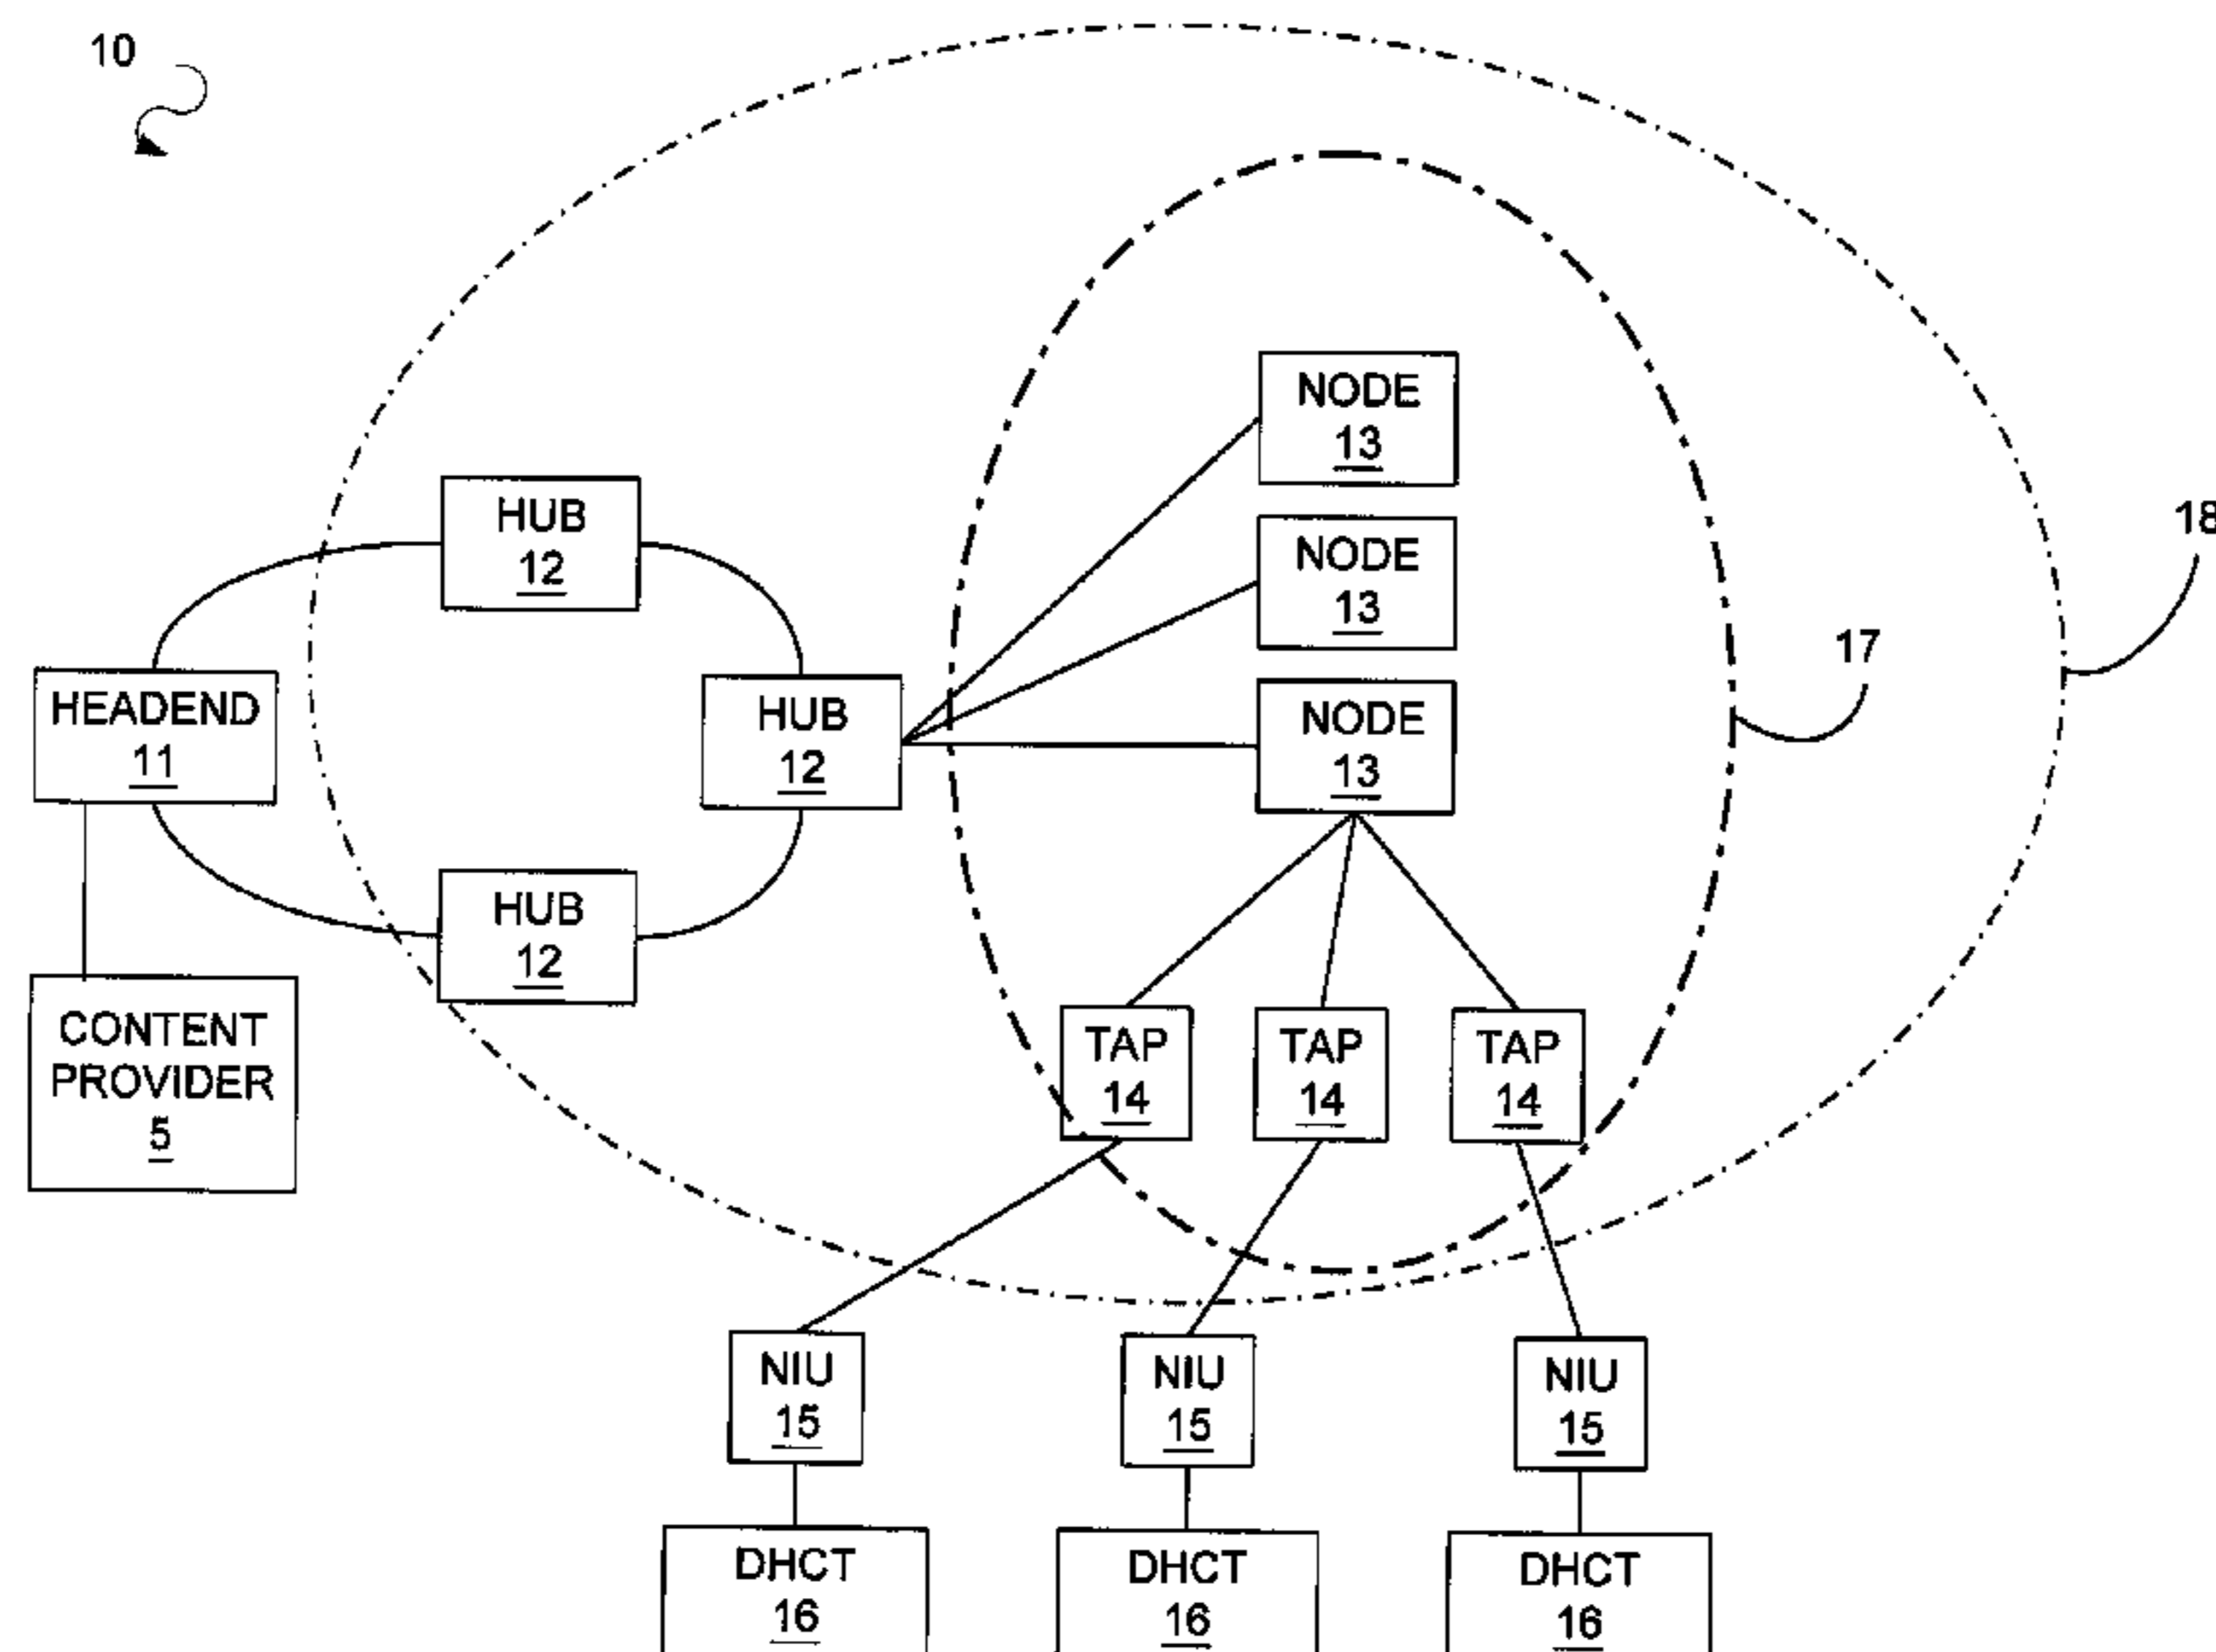 10
NODE
13
HUB
12
NODE
13
18
17
HEADEND
11
HUB
12
NODE
13
HUB
12
CONTENT
PROVIDER
5
TAP
14
TAP
14
TAP
14
NIU
15
NIU
15
NIU
15
DHCT
16
DHCT
16
DHCT
16